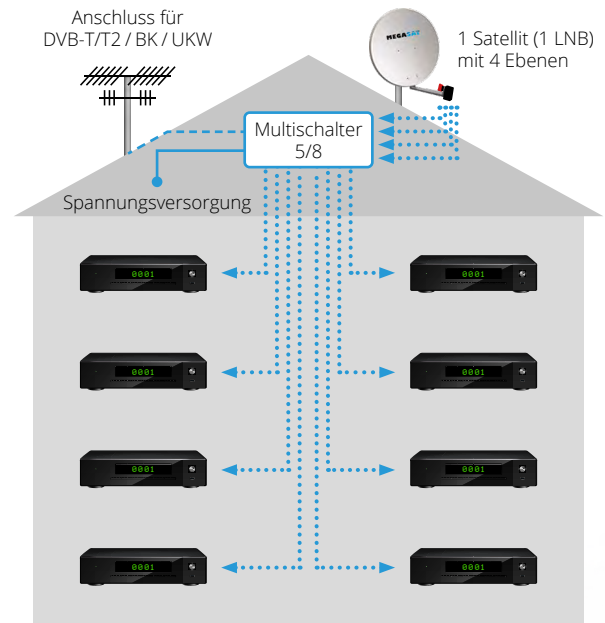 Anschluss für
DVB-T/T2 / BK / UKW
MEGASAT
1 Satellit (1 LNB)
mit 4 Ebenen
Multischalter
5/8
Spannungsversorgung
0001
0001
0001
0001
0001
0001
0001
0001